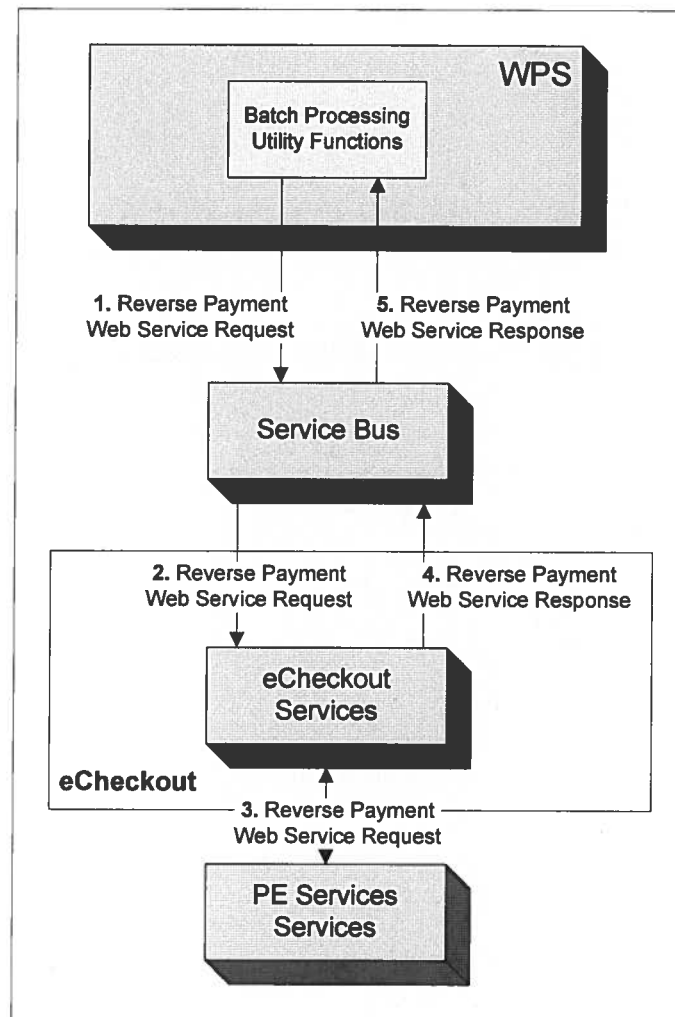 WPS
Batch Processing
Utility Functions
1. Reverse Payment
Web Service Request
5. Reverse Payment
Web Service Response
Service Bus
2. Reverse Payment
Web Service Request
4. Reverse Payment
Web Service Response
eCheckout
Services
eCheckout
3. Reverse Payment
Web Service Request
PE Services
Services